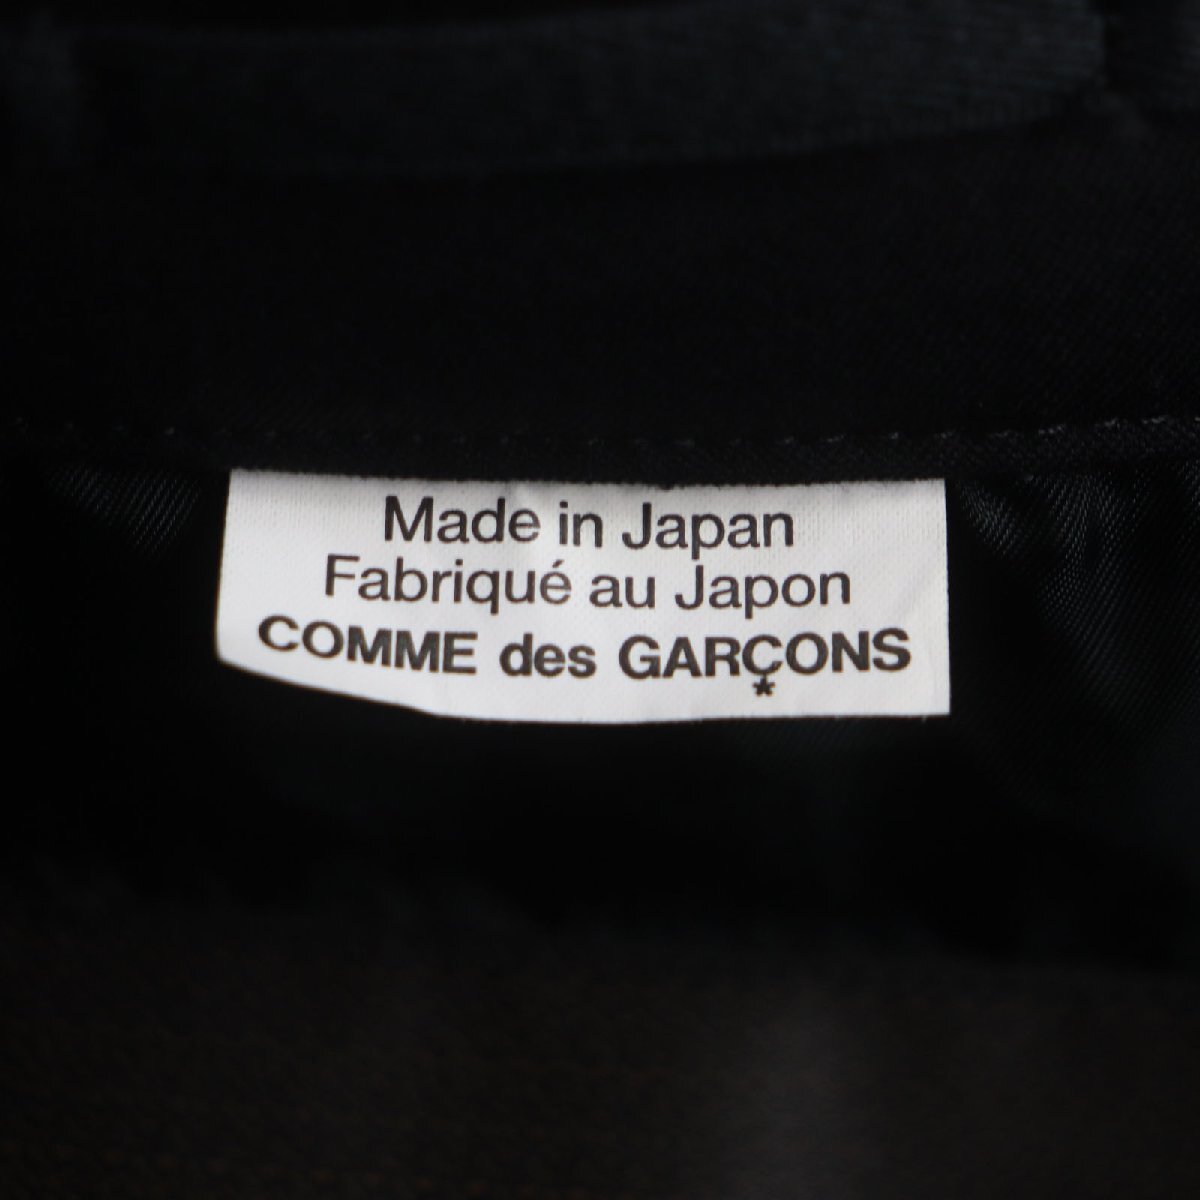 Made in Japan
Fabriqué au Japon
COMME des GARÇONS
*